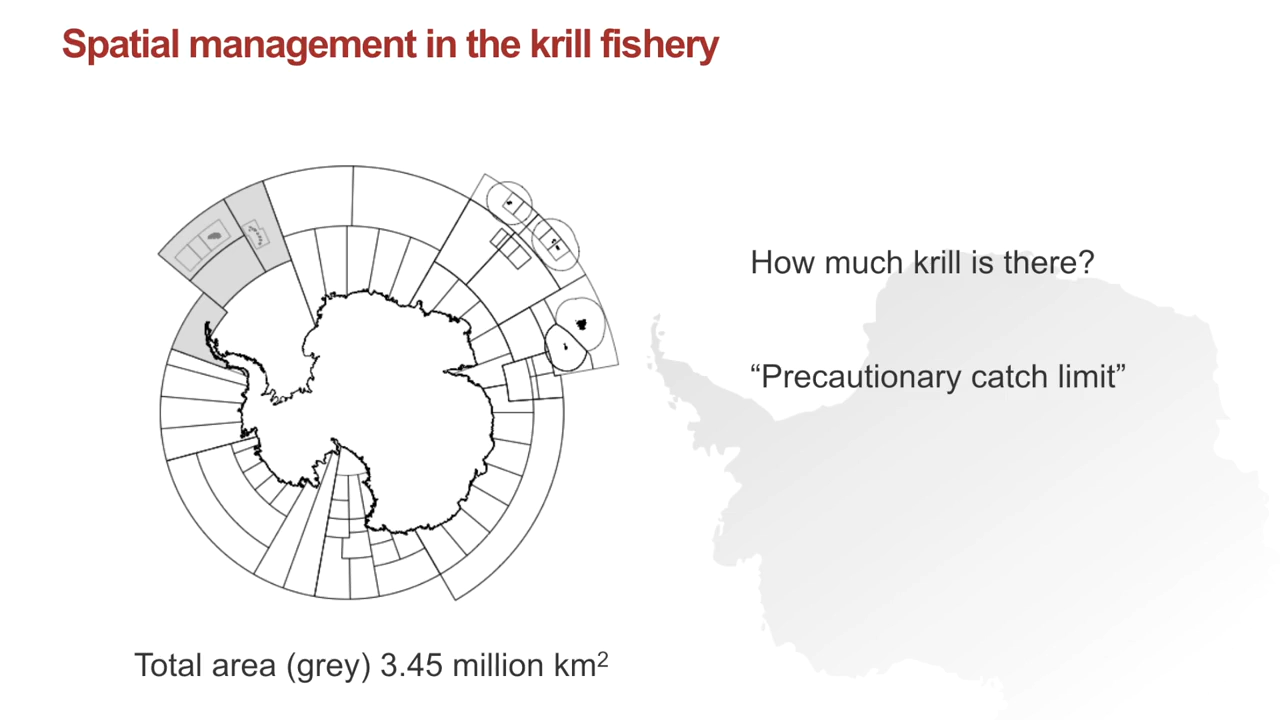 Spatial management in the krill fishery
How much krill is there?
“Precautionary catch limit”
Total area (grey) 3.45 million km²